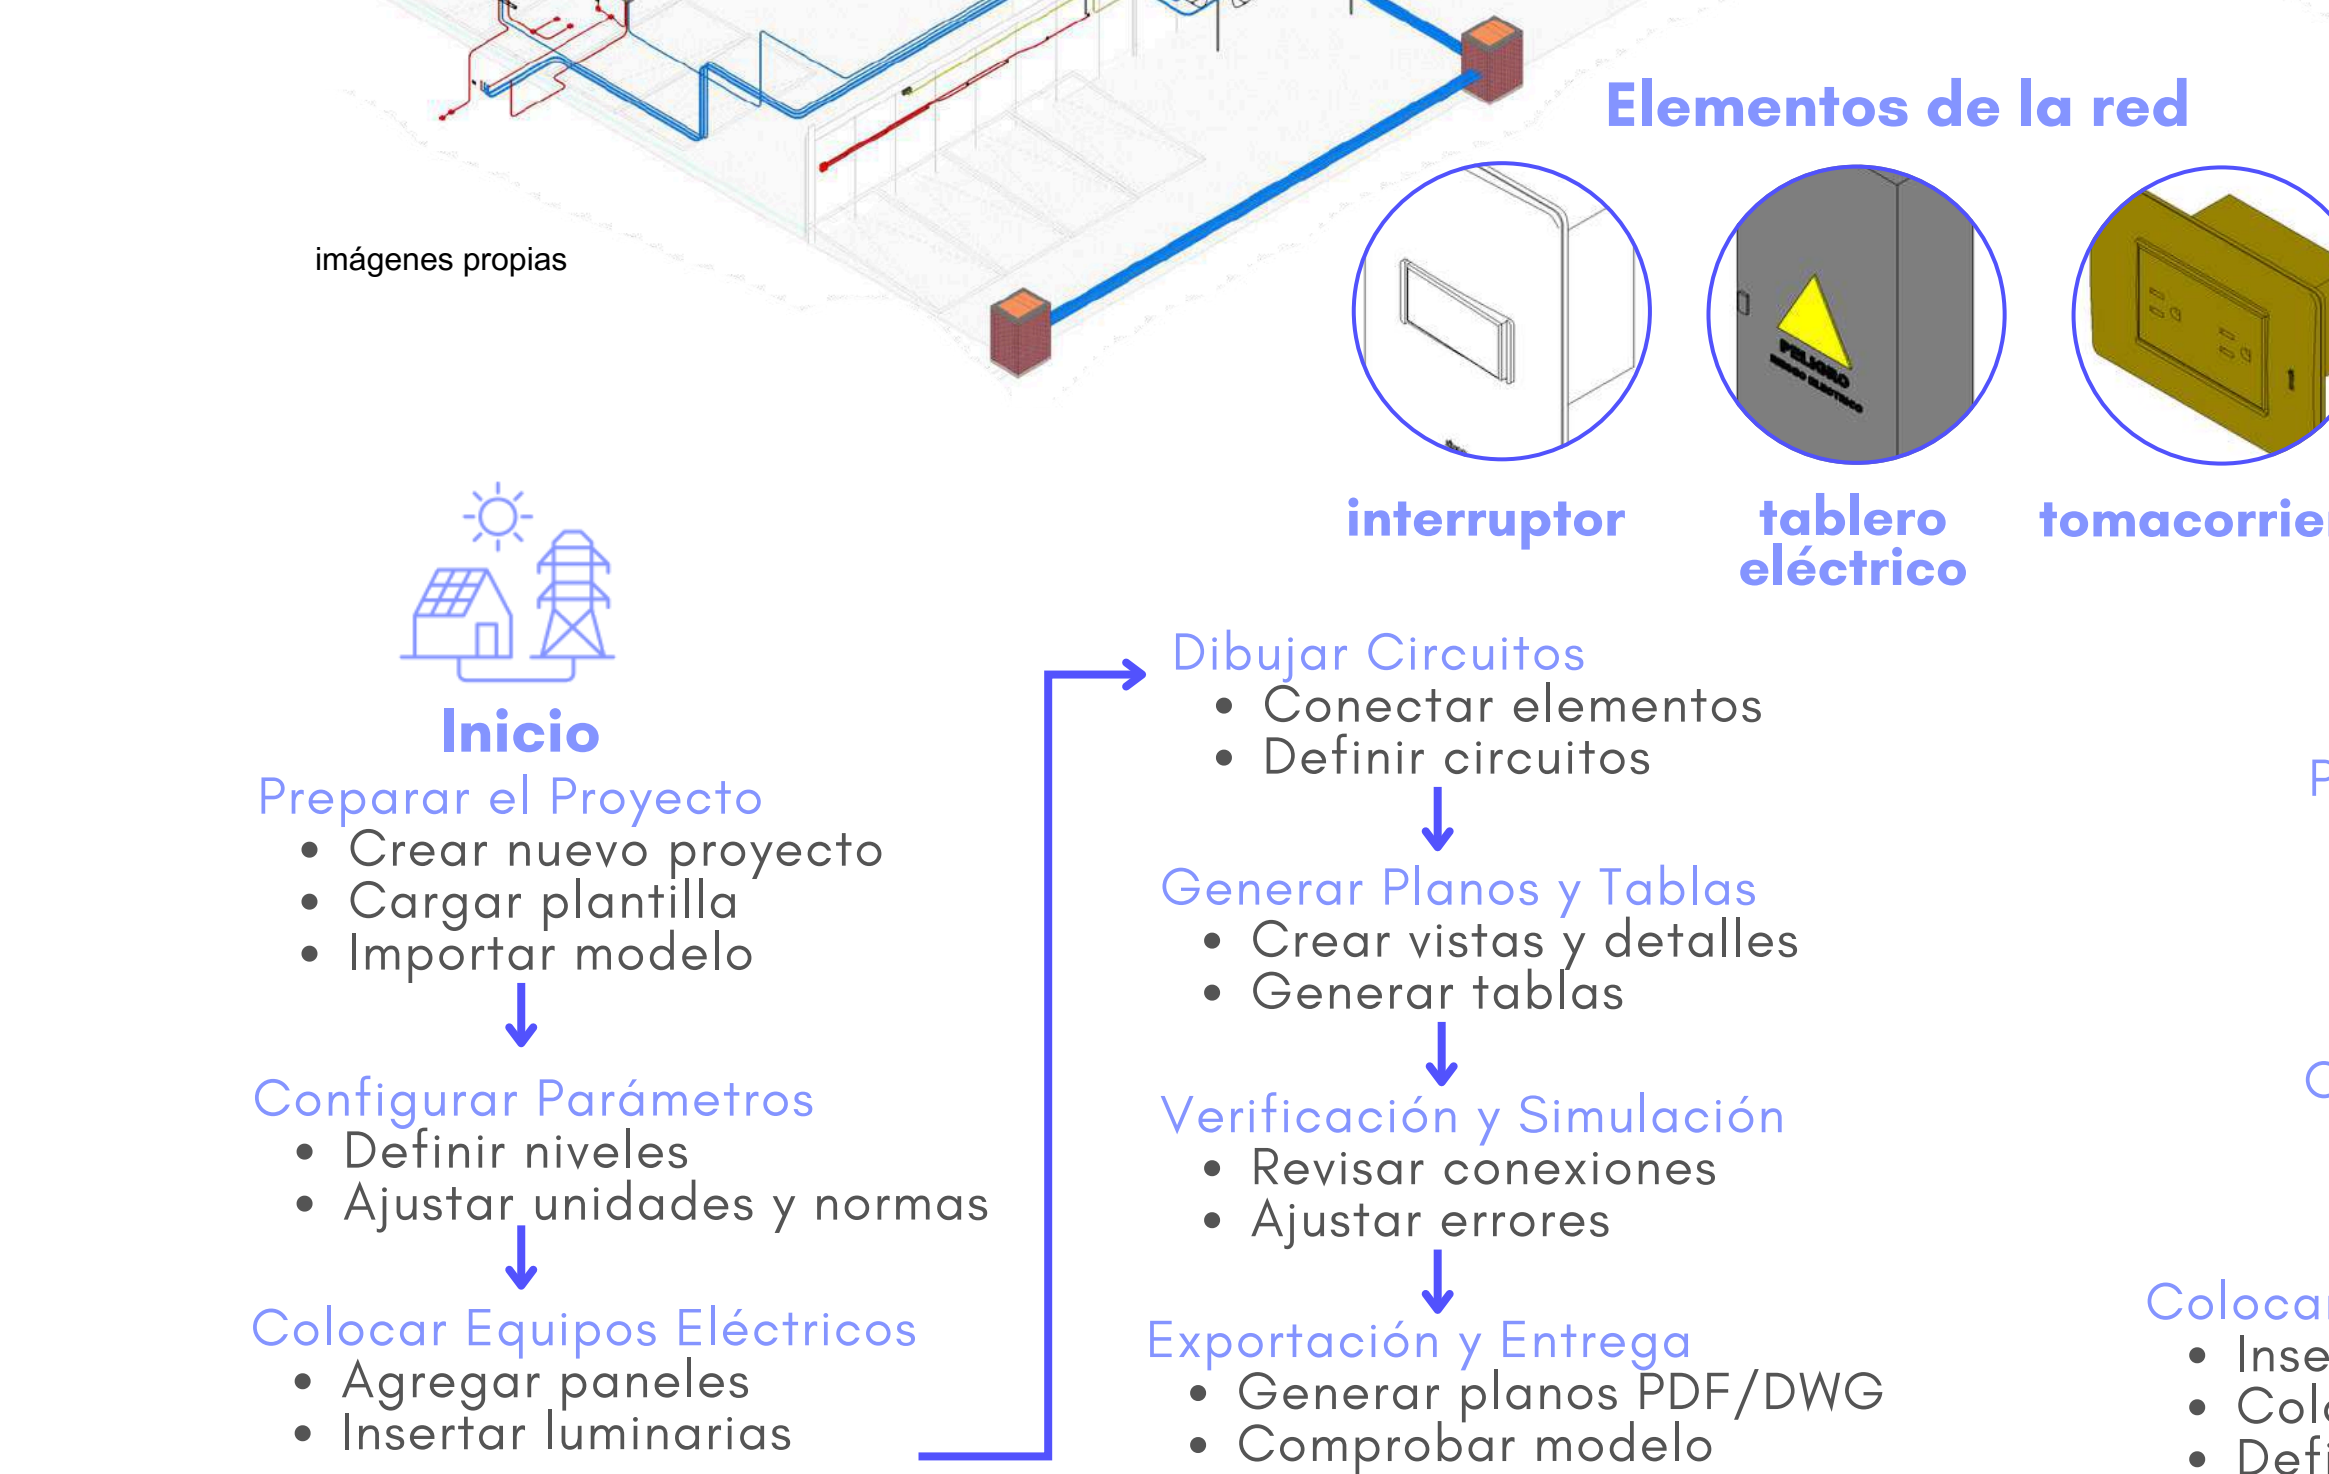 Elementos de la red
imágenes propias
PELIGRO
RIESGO ELECTRICO
interruptor
tablero
eléctrico
Inicio
Preparar el Proyecto
Crear nuevo proyecto
Cargar plantilla
Importar modelo
Configurar Parámetros
Definir niveles
Ajustar unidades y normas
Colocar Equipos Eléctricos
Agregar paneles
Insertar luminarias
Dibujar Circuitos
Conectar elementos
Definir circuitos
Generar Planos y Tablas
Crear vistas y detalles
Generar tablas
Verificación y Simulación
Revisar conexiones
Ajustar errores
Exportación y Entrega
Generar planos PDF/DWG
Comprobar modelo